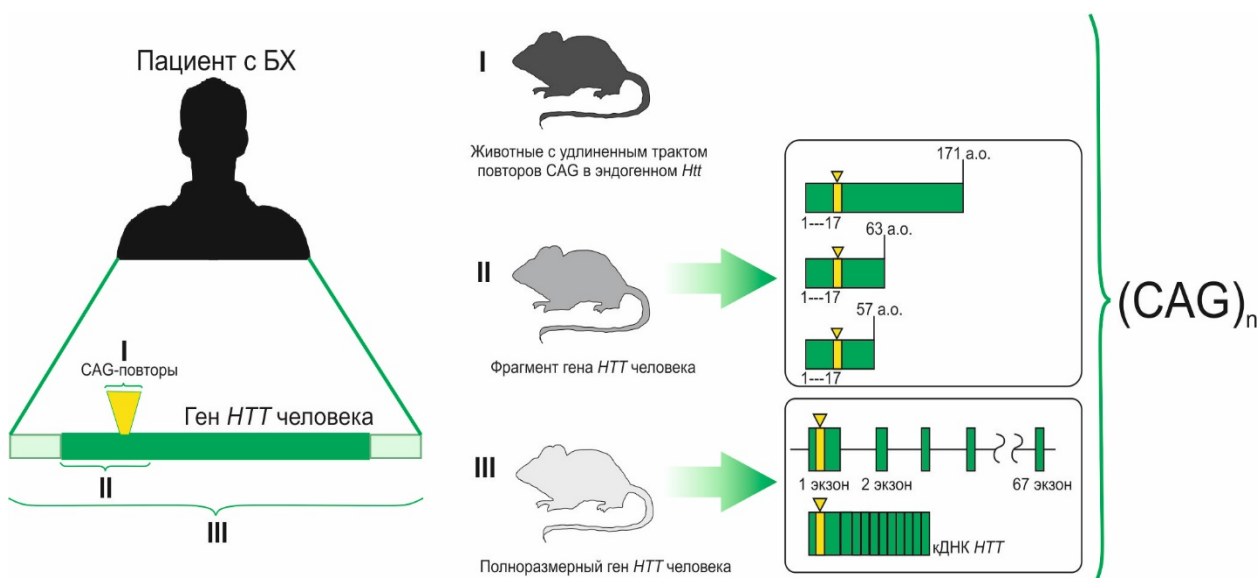 Пациент с БХ
I
CAG-повторы
Ген HTT человека
II
III
I
Животные с удлиненным трактом
повторов CAG в эндогенном Htt
II
Фрагмент гена HTT человека
III
Полноразмерный ген HTT человека
171 а.о.
1---17
63 а.о.
1---17
57 а.о.
1---17
1 экзон 2 экзон 67 экзон
кДНК HTT
(CAG)n